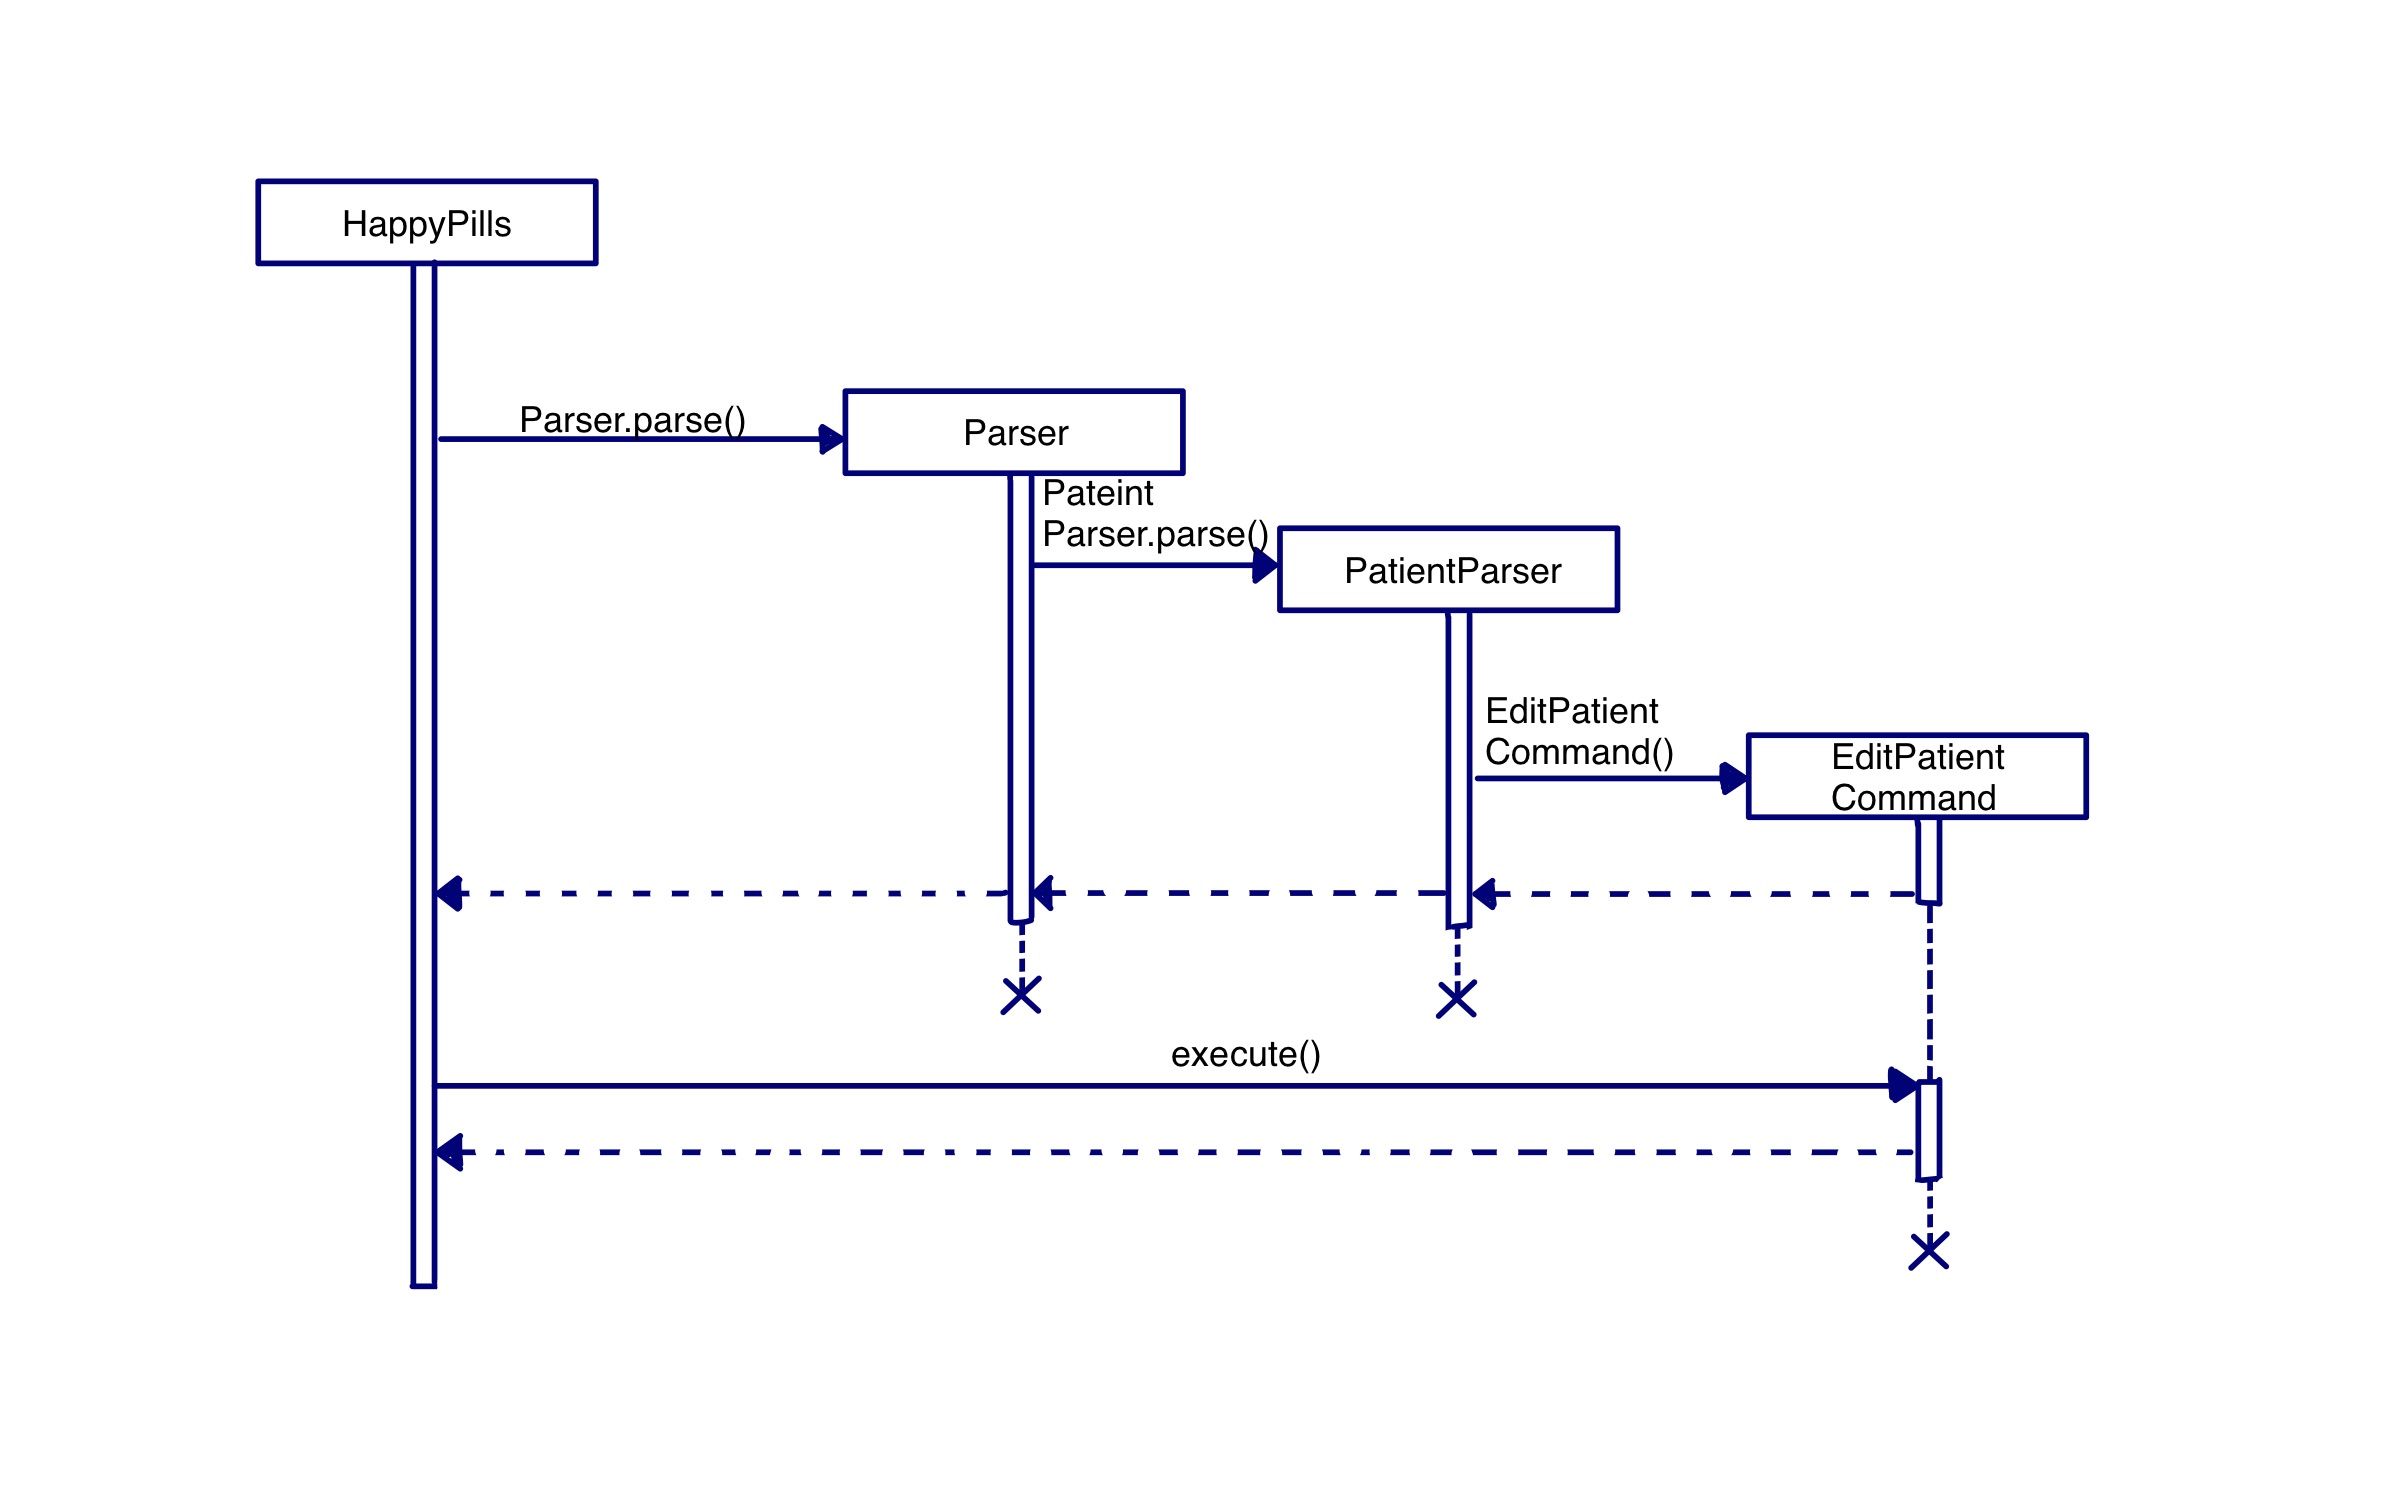 HappyPills
Parser.parse()
Parser
Pateint
Parser.parse()
PatientParser
EditPatient
Command()
EditPatient
Command
execute()